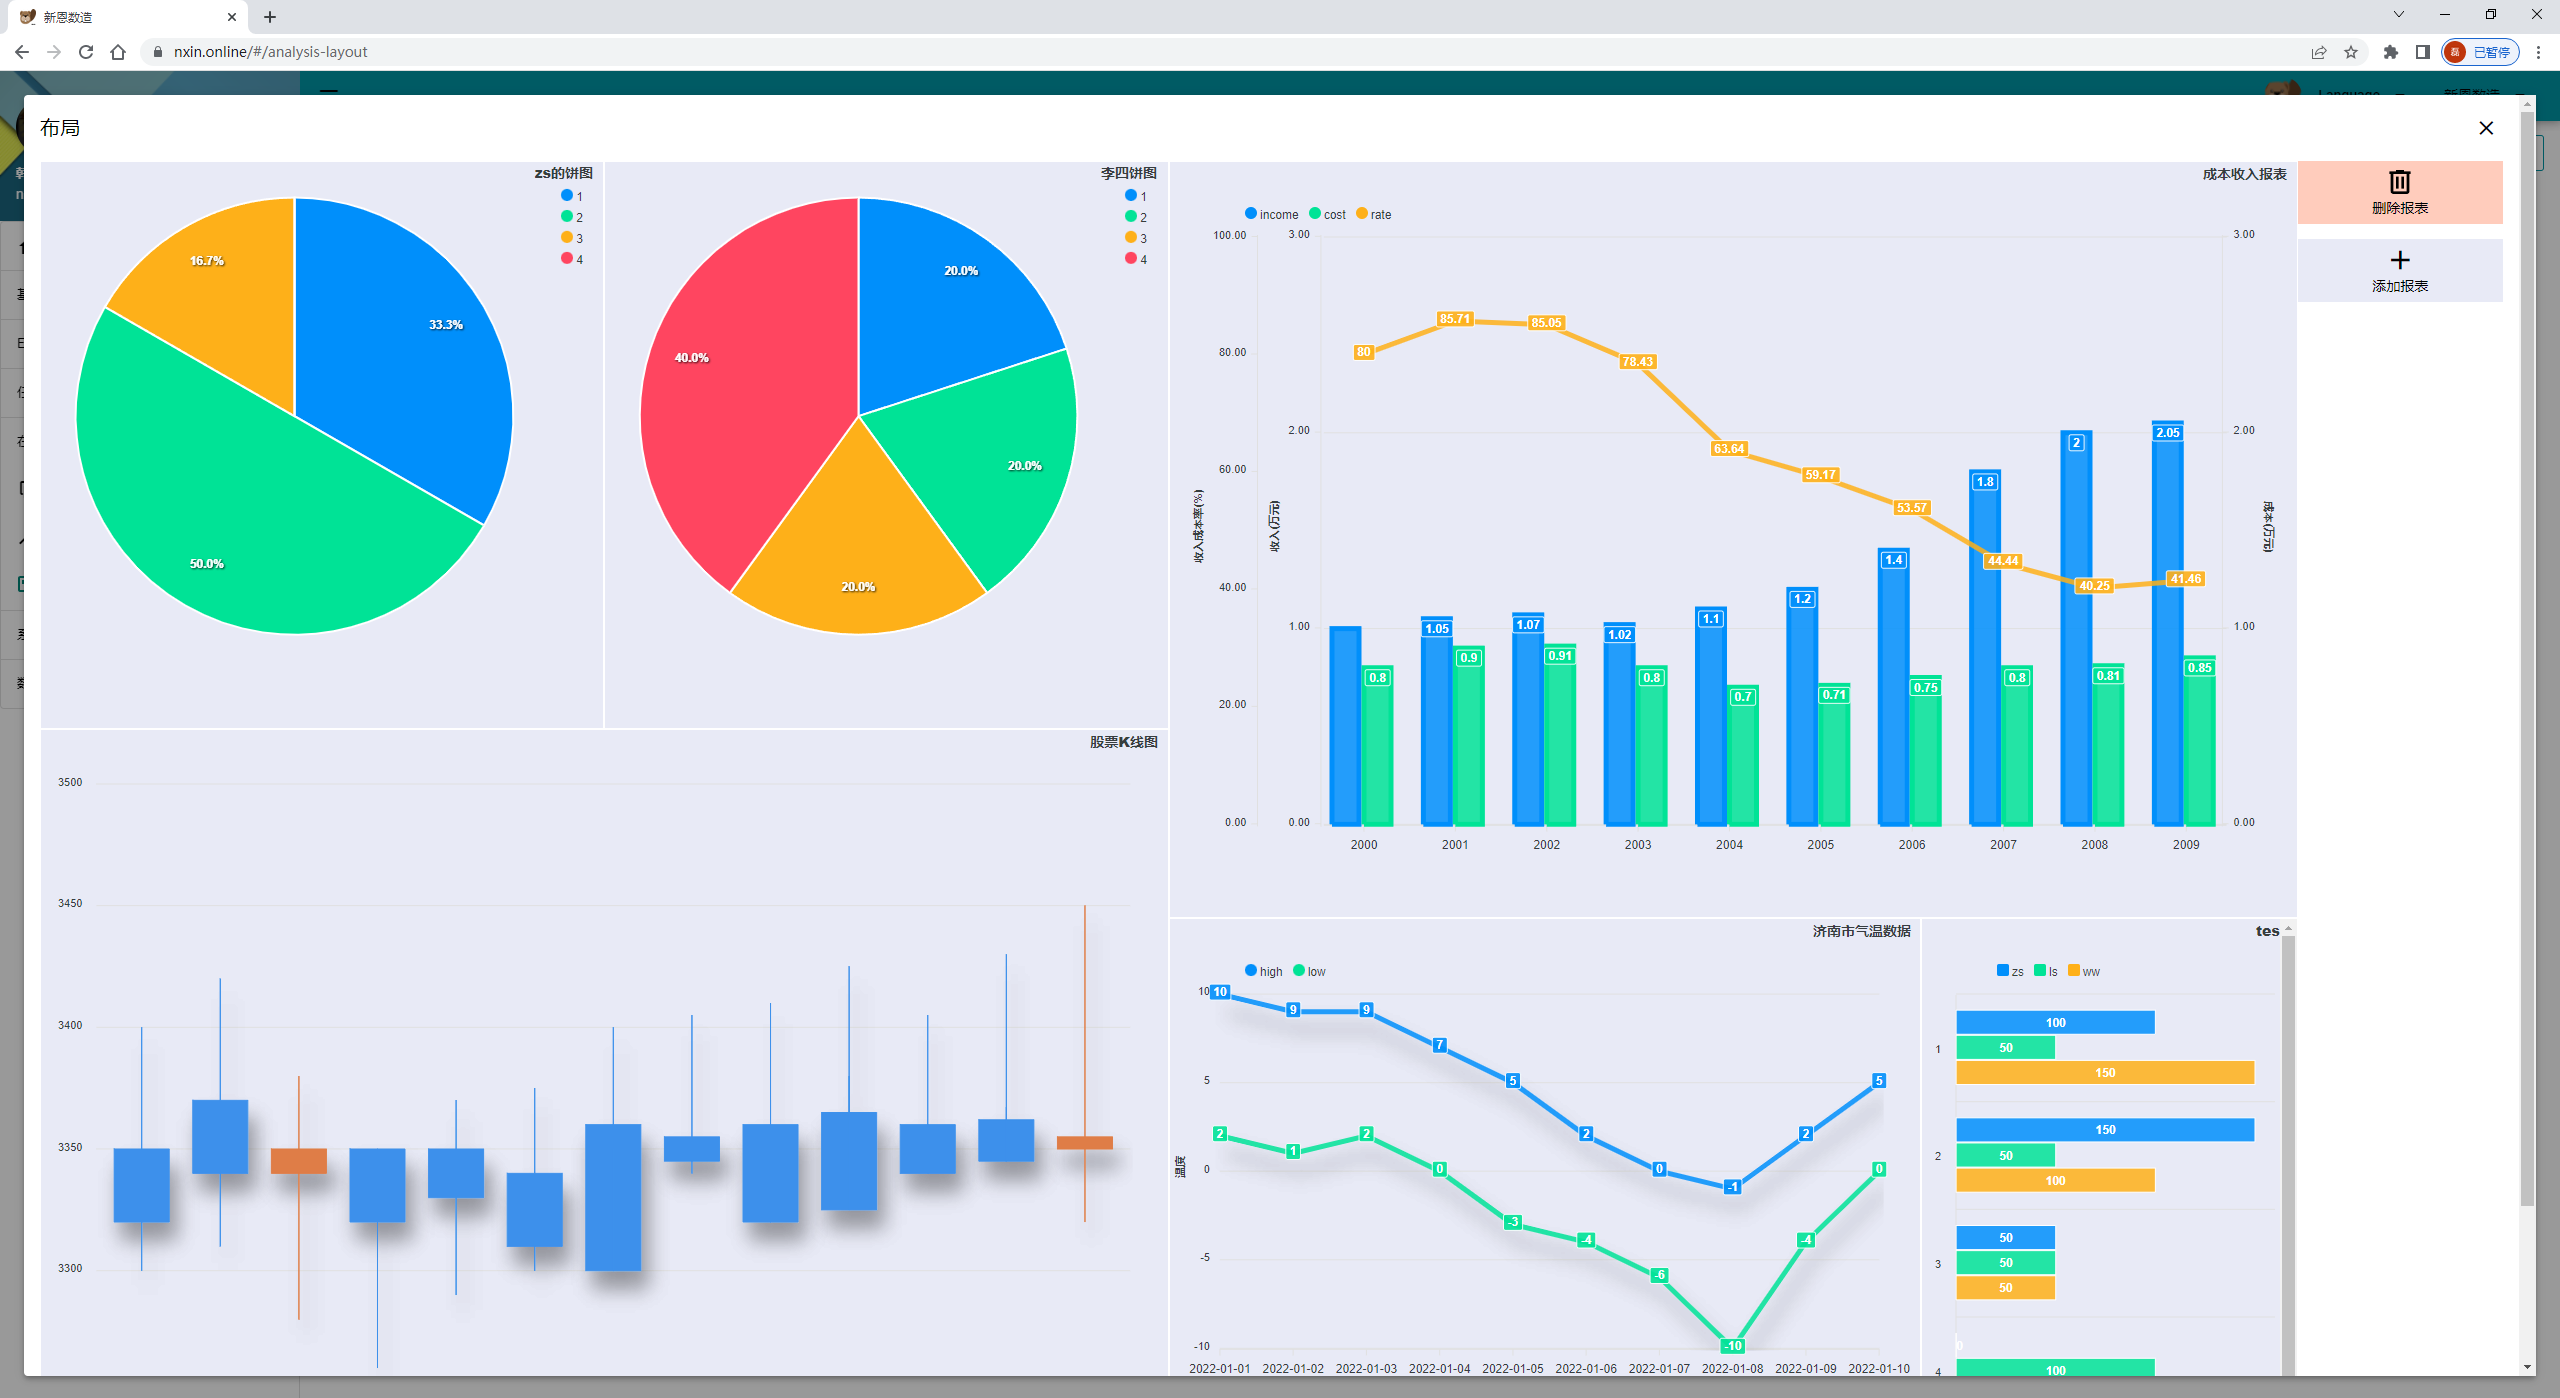 新恩数造
nxin.online/#/analysis-layout
磊
已暂停
布局
zs的饼图
1
2
3
4
16.7%
33.3%
50.0%
李四饼图
1
2
3
4
20.0%
40.0%
20.0%
20.0%
成本收入报表
income cost rate
100.00 3.00 3.00
80.00
2.00 2.00
60.00
40.00
1.00 1.00
20.00
0.00 0.00 0.00
收入成本率(%)
收入(万元)
成本(万元)
80 85.71 85.05 78.43 63.64 59.17 53.57 44.44 40.25 41.46
1.05 1.07 1.02 1.1 1.2 1.4 1.8 2 2.05
0.8 0.9 0.91 0.8 0.7 0.71 0.75 0.8 0.81 0.85
2000 2001 2002 2003 2004 2005 2006 2007 2008 2009
删除报表
添加报表
股票K线图
3500
3450
3400
3350
3300
济南市气温数据
high low
10
5
0
-5
-10
温度
10 9 9 7 5 2 0 -1 2 5
2 1 2 0 -3 -4 -6 -10 -4 0
2022-01-01 2022-01-02 2022-01-03 2022-01-04 2022-01-05 2022-01-06 2022-01-07 2022-01-08 2022-01-09 2022-01-10
tes
zs ls ww
1
100
50
150
2
150
50
100
3
50
50
50
0
4
100